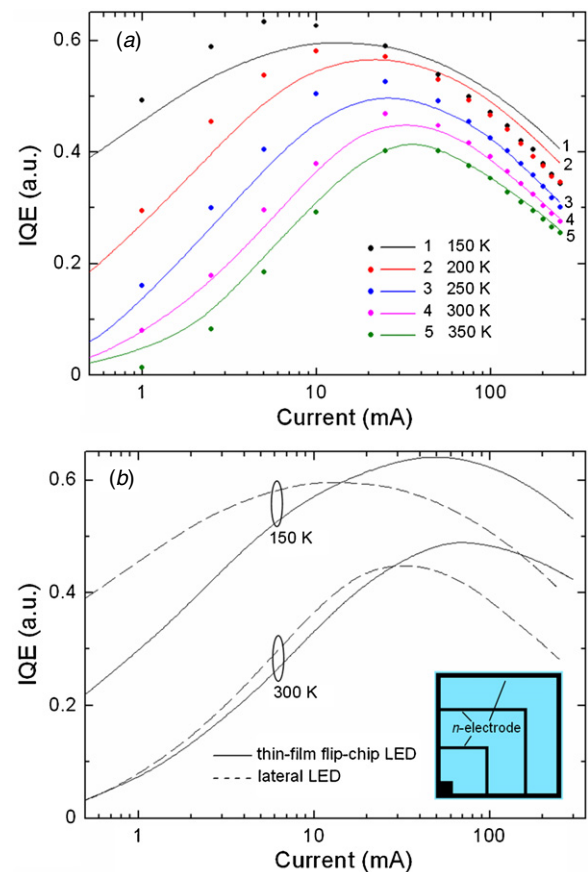 (a)
0.6
0.4
0.2
0
IQE (a.u.)
1
2
3
4
5
1 150 K
2 200 K
3 250 K
4 300 K
5 350 K
1
10
100
Current (mA)
(b)
0.6
0.4
0.2
0
IQE (a.u.)
150 K
300 K
n-electrode
thin-film flip-chip LED
lateral LED
1
10
100
Current (mA)